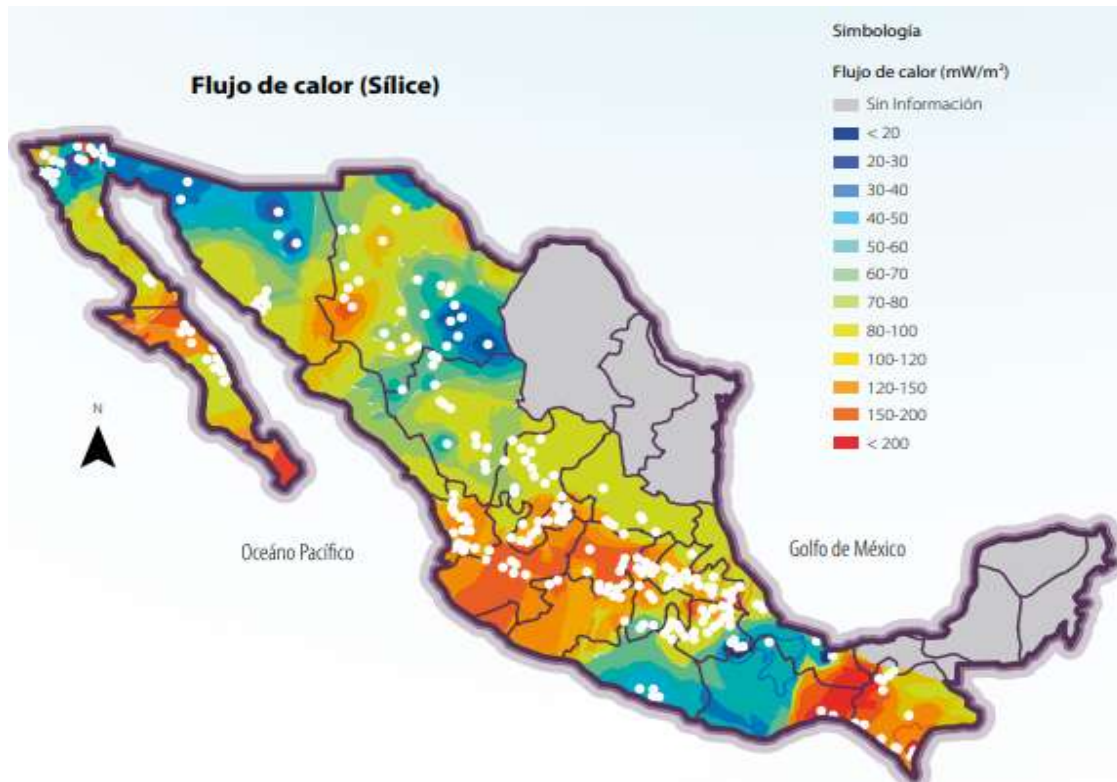 Flujo de calor (Sílice)
Simbología
Flujo de calor (mW/m²)
Sin Información
< 20
20-30
30-40
40-50
50-60
60-70
70-80
80-100
100-120
120-150
150-200
< 200
N
Oceáno Pacífico
Golfo de México